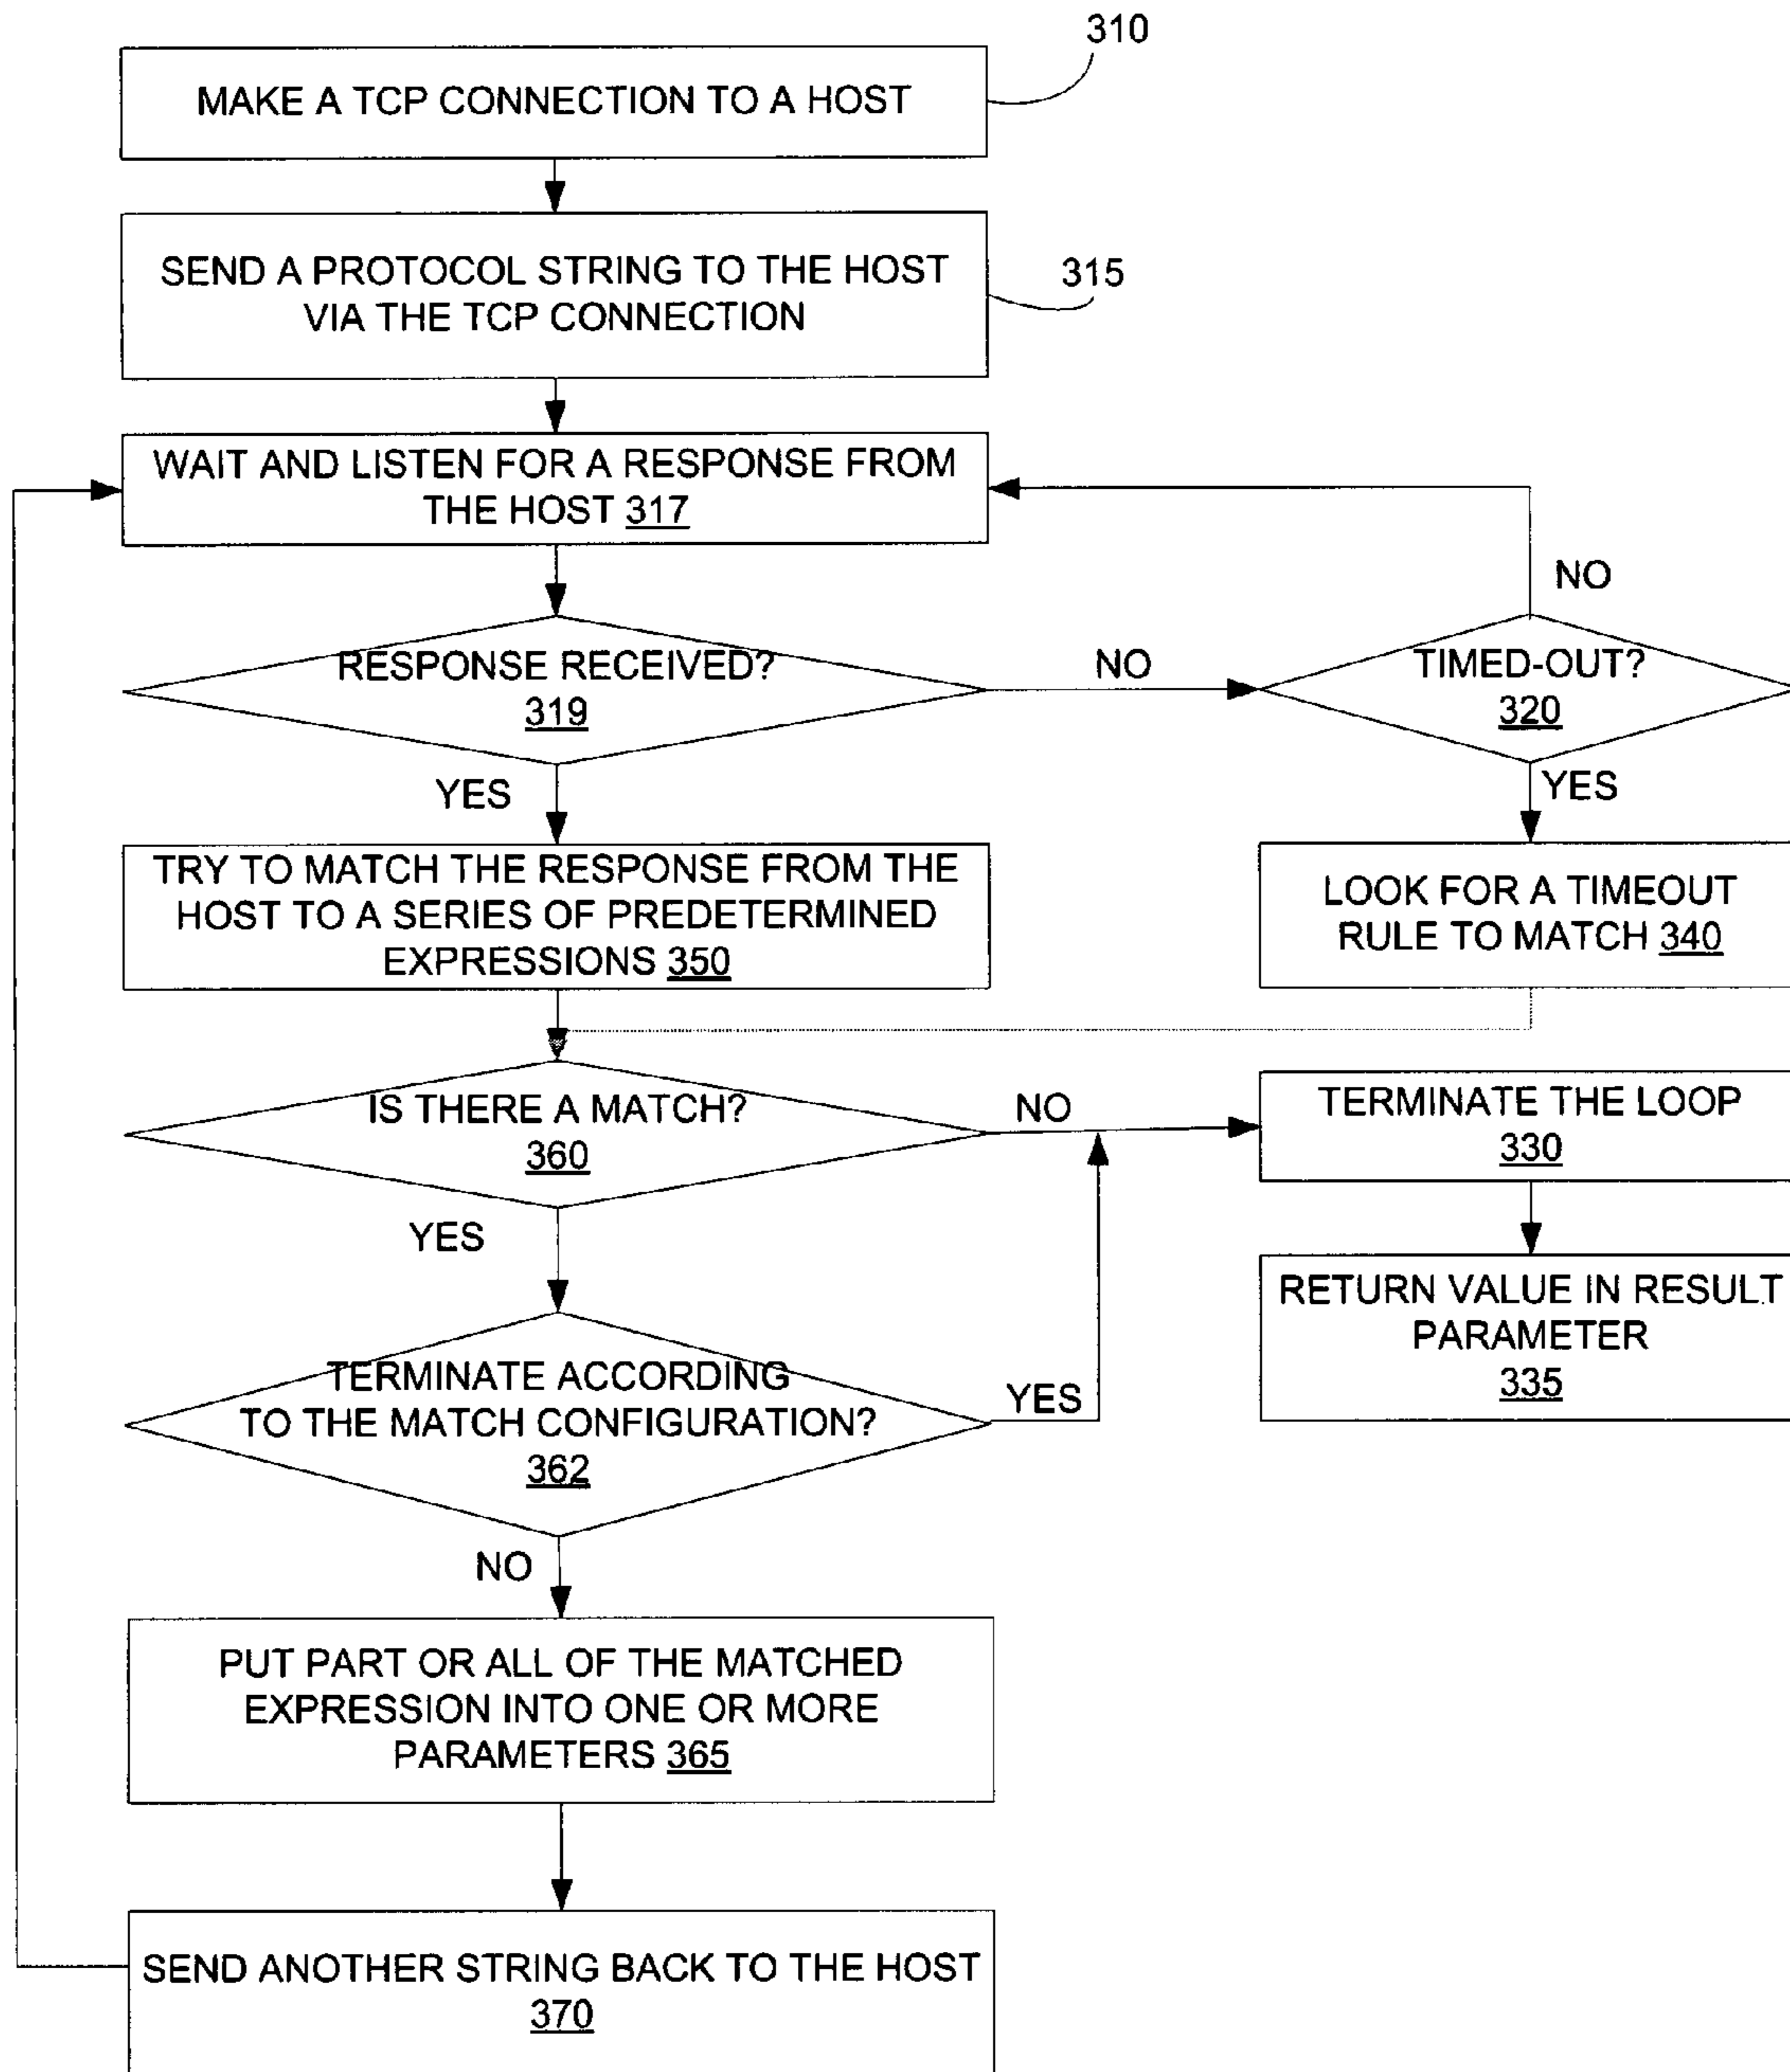 310
MAKE A TCP CONNECTION TO A HOST
SEND A PROTOCOL STRING TO THE HOST
VIA THE TCP CONNECTION
315
WAIT AND LISTEN FOR A RESPONSE FROM
THE HOST 317
NO
RESPONSE RECEIVED?
319
NO
TIMED-OUT?
320
YES
YES
TRY TO MATCH THE RESPONSE FROM THE
HOST TO A SERIES OF PREDETERMINED
EXPRESSIONS 350
LOOK FOR A TIMEOUT
RULE TO MATCH 340
IS THERE A MATCH?
360
NO
TERMINATE THE LOOP
330
YES
RETURN VALUE IN RESULT
PARAMETER
335
TERMINATE ACCORDING
TO THE MATCH CONFIGURATION?
362
YES
NO
PUT PART OR ALL OF THE MATCHED
EXPRESSION INTO ONE OR MORE
PARAMETERS 365
SEND ANOTHER STRING BACK TO THE HOST
370